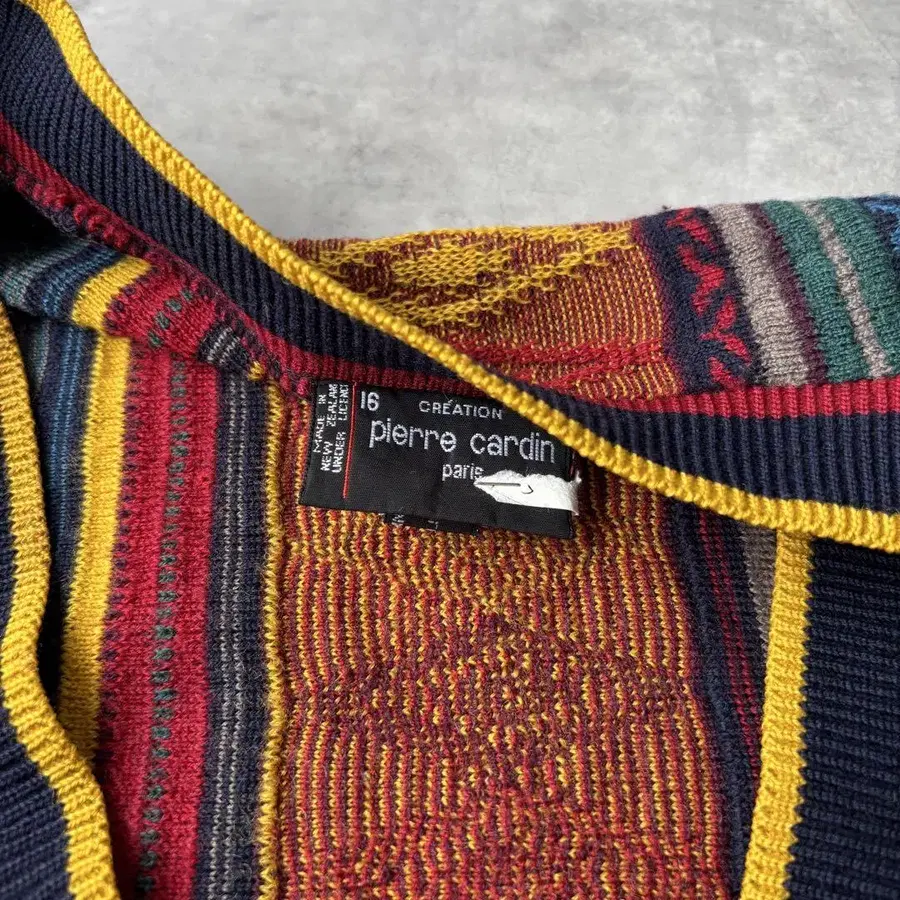 MADE IN
NEW ZEALAND
UNDER LICENCE
16
CRÉATION
pierre cardin
paris